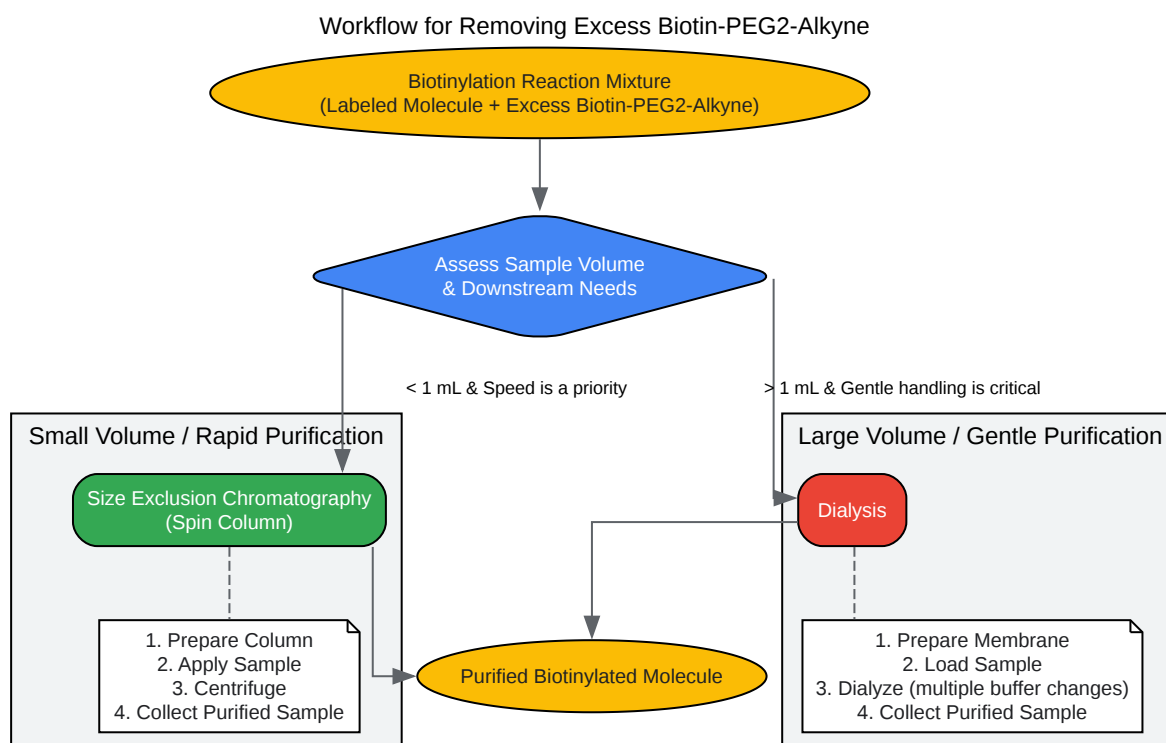 Workflow for Removing Excess Biotin-PEG2-Alkyne
Biotinylation Reaction Mixture
(Labeled Molecule + Excess Biotin-PEG2-Alkyne)
Assess Sample Volume
& Downstream Needs
< 1 mL & Speed is a priority
> 1 mL & Gentle handling is critical
Small Volume / Rapid Purification
Size Exclusion Chromatography
(Spin Column)
1. Prepare Column
2. Apply Sample
3. Centrifuge
4. Collect Purified Sample
Large Volume / Gentle Purification
Dialysis
1. Prepare Membrane
2. Load Sample
3. Dialyze (multiple buffer changes)
4. Collect Purified Sample
Purified Biotinylated Molecule